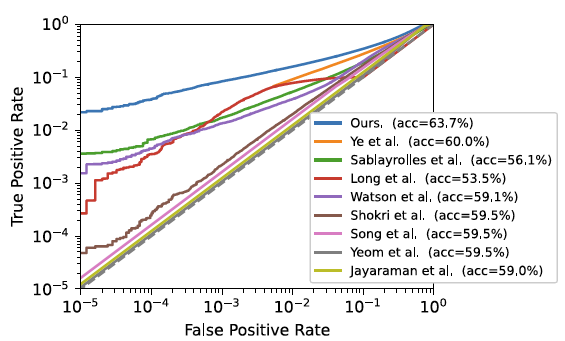 10⁰
10⁻¹
10⁻²
10⁻³
10⁻⁴
10⁻⁵
True Positive Rate
Ours. (acc=63.7%)
Ye et al. (acc=60.0%)
Sablayrolles et al. (acc=56.1%)
Long et al. (acc=53.5%)
Watson et al. (acc=59.1%)
Shokri et al. (acc=59.5%)
Song et al. (acc=59.5%)
Yeom et al. (acc=59.5%)
Jayaraman et al. (acc=59.0%)
10⁻⁵ 10⁻⁴ 10⁻³ 10⁻² 10⁻¹ 10⁰
False Positive Rate